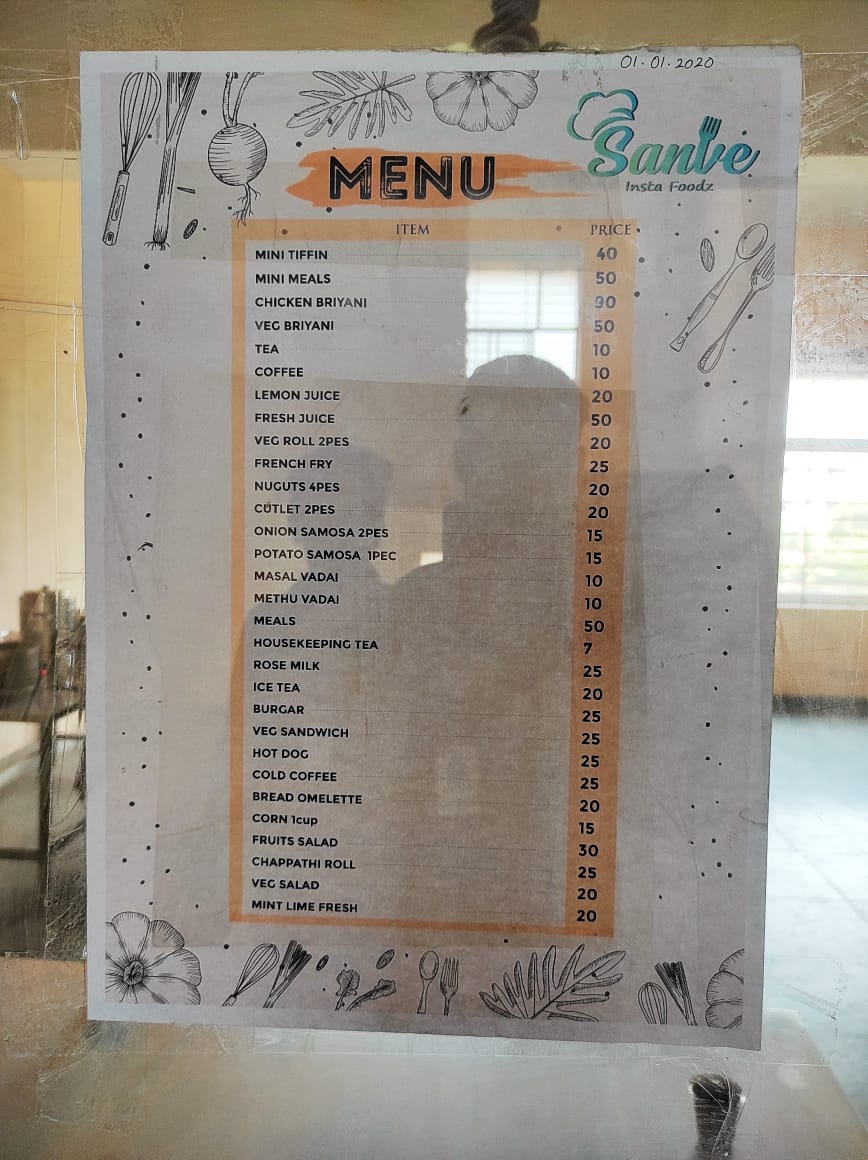 01.01.2020
Sanve
Insta Foodz
MENU
ITEM PRICE
MINI TIFFIN 40
MINI MEALS 50
CHICKEN BRIYANI 90
VEG BRIYANI 50
TEA 10
COFFEE 10
LEMON JUICE 20
FRESH JUICE 50
VEG ROLL 2PES 20
FRENCH FRY 25
NUGUTS 4PES 20
CUTLET 2PES 20
ONION SAMOSA 2PES 15
POTATO SAMOSA 1PEC 15
MASAL VADAI 10
METHU VADAI 10
MEALS 50
HOUSEKEEPING TEA 7
ROSE MILK 25
ICE TEA 20
BURGAR 25
VEG SANDWICH 25
HOT DOG 25
COLD COFFEE 25
BREAD OMELETTE 20
CORN 1cup 15
FRUITS SALAD 30
CHAPPATHI ROLL 25
VEG SALAD 20
MINT LIME FRESH 20